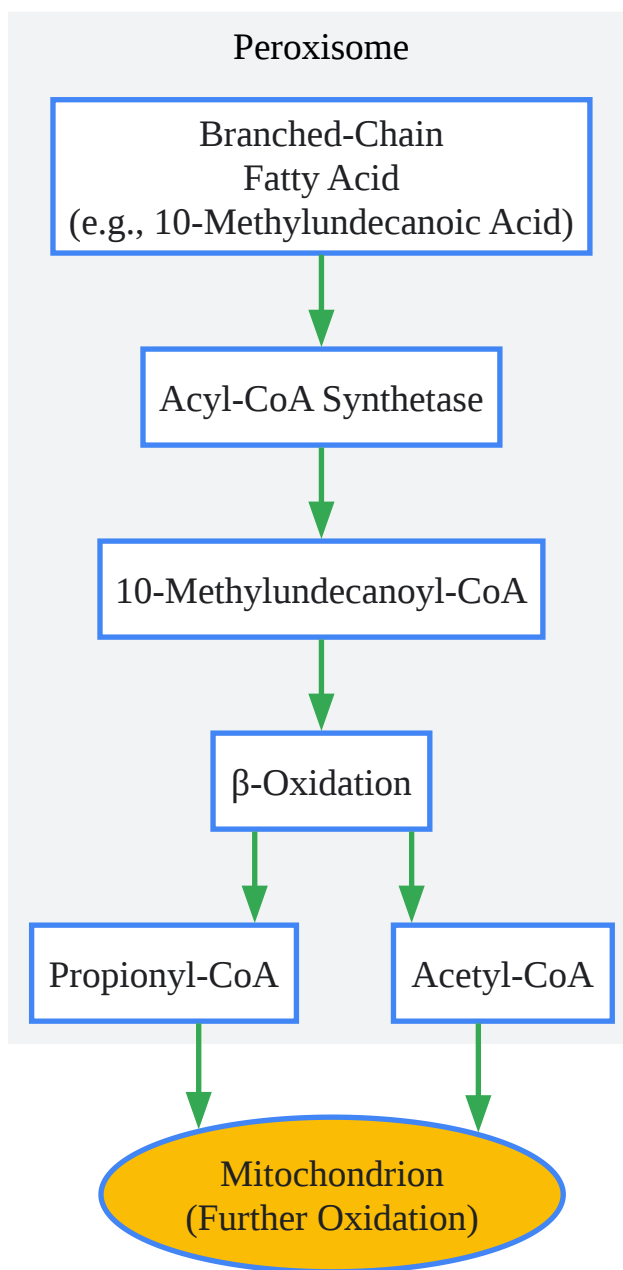 Peroxisome
Branched-Chain
Fatty Acid
(e.g., 10-Methylundecanoic Acid)
Acyl-CoA Synthetase
10-Methylundecanoyl-CoA
β-Oxidation
Propionyl-CoA
Acetyl-CoA
Mitochondrion
(Further Oxidation)